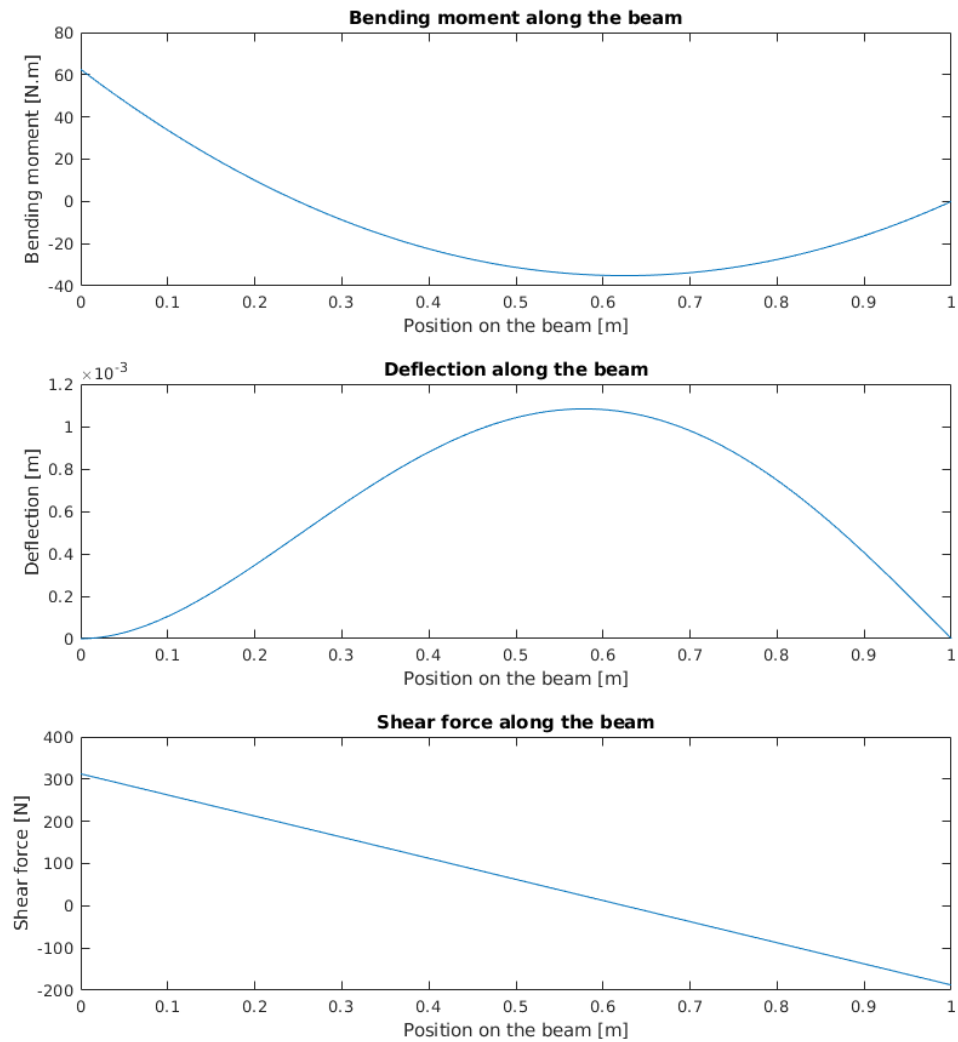 Bending moment along the beam
80
60
40
20
0
-20
-40
Bending moment [N.m]
0 0.1 0.2 0.3 0.4 0.5 0.6 0.7 0.8 0.9 1
Position on the beam [m]
×10-3
Deflection along the beam
1.2
1
0.8
0.6
0.4
0.2
0
Deflection [m]
0 0.1 0.2 0.3 0.4 0.5 0.6 0.7 0.8 0.9 1
Position on the beam [m]
Shear force along the beam
400
300
200
100
0
-100
-200
Shear force [N]
0 0.1 0.2 0.3 0.4 0.5 0.6 0.7 0.8 0.9 1
Position on the beam [m]